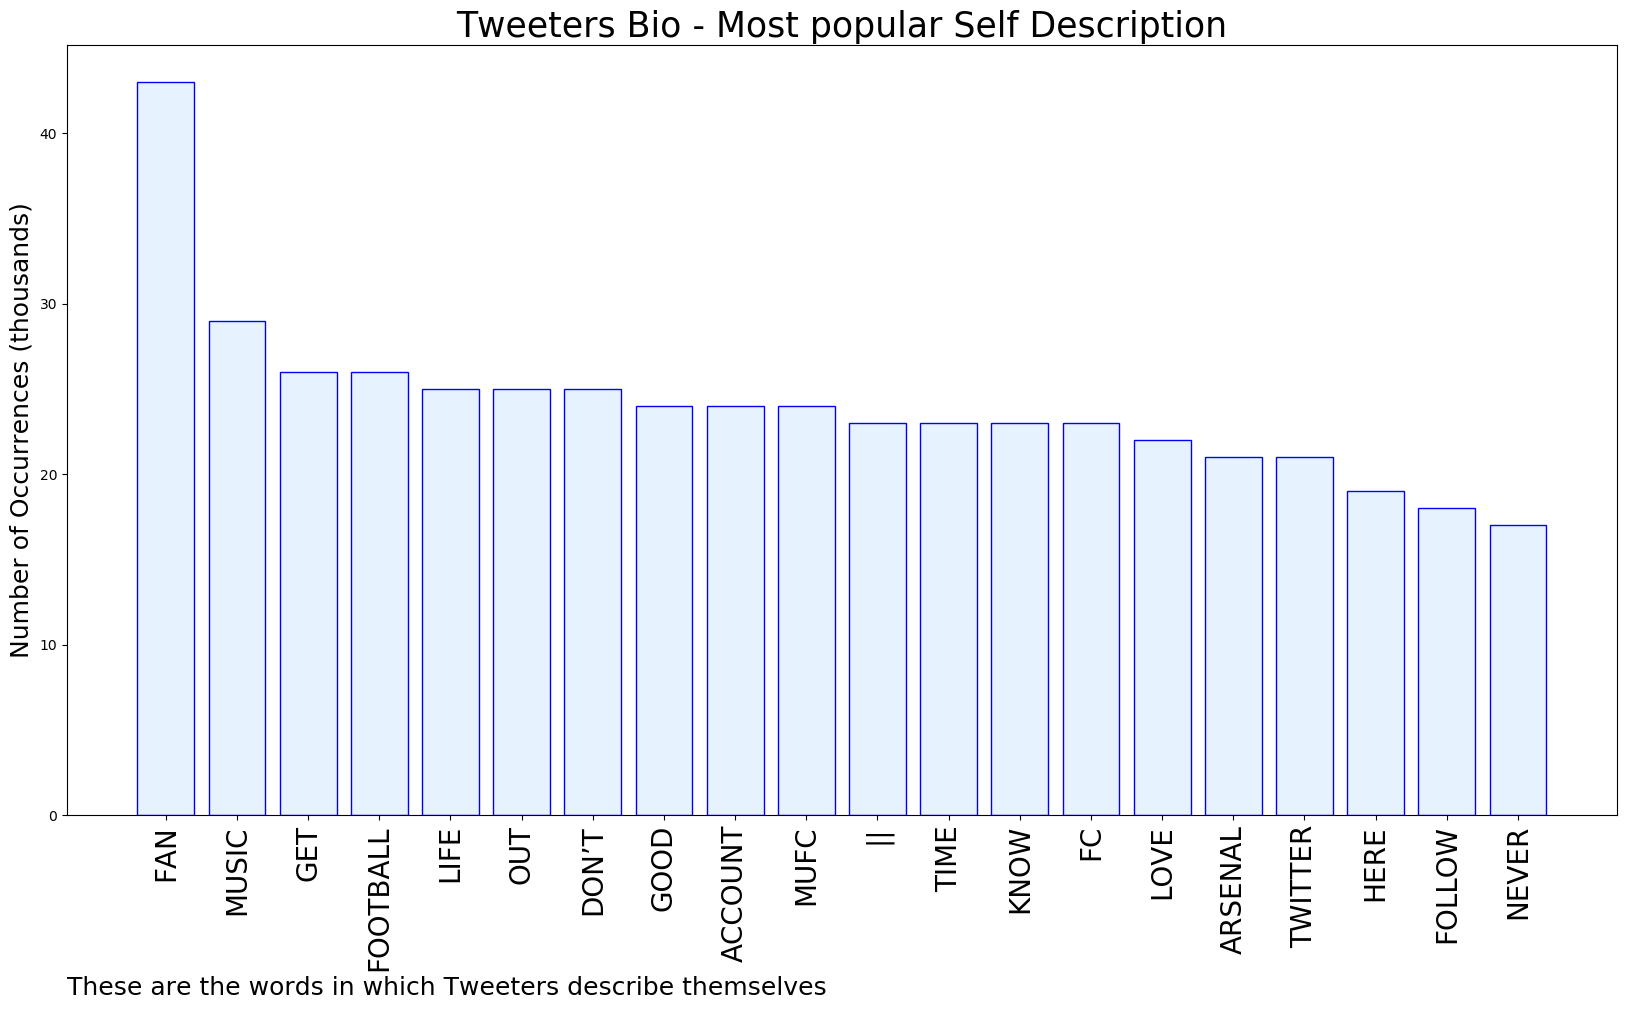 Tweeters Bio - Most popular Self Description
Number of Occurrences (thousands)
40
30
20
10
0
FAN
MUSIC
GET
FOOTBALL
LIFE
OUT
DON’T
GOOD
ACCOUNT
MUFC
||
TIME
KNOW
FC
LOVE
ARSENAL
TWITTER
HERE
FOLLOW
NEVER
These are the words in which Tweeters describe themselves